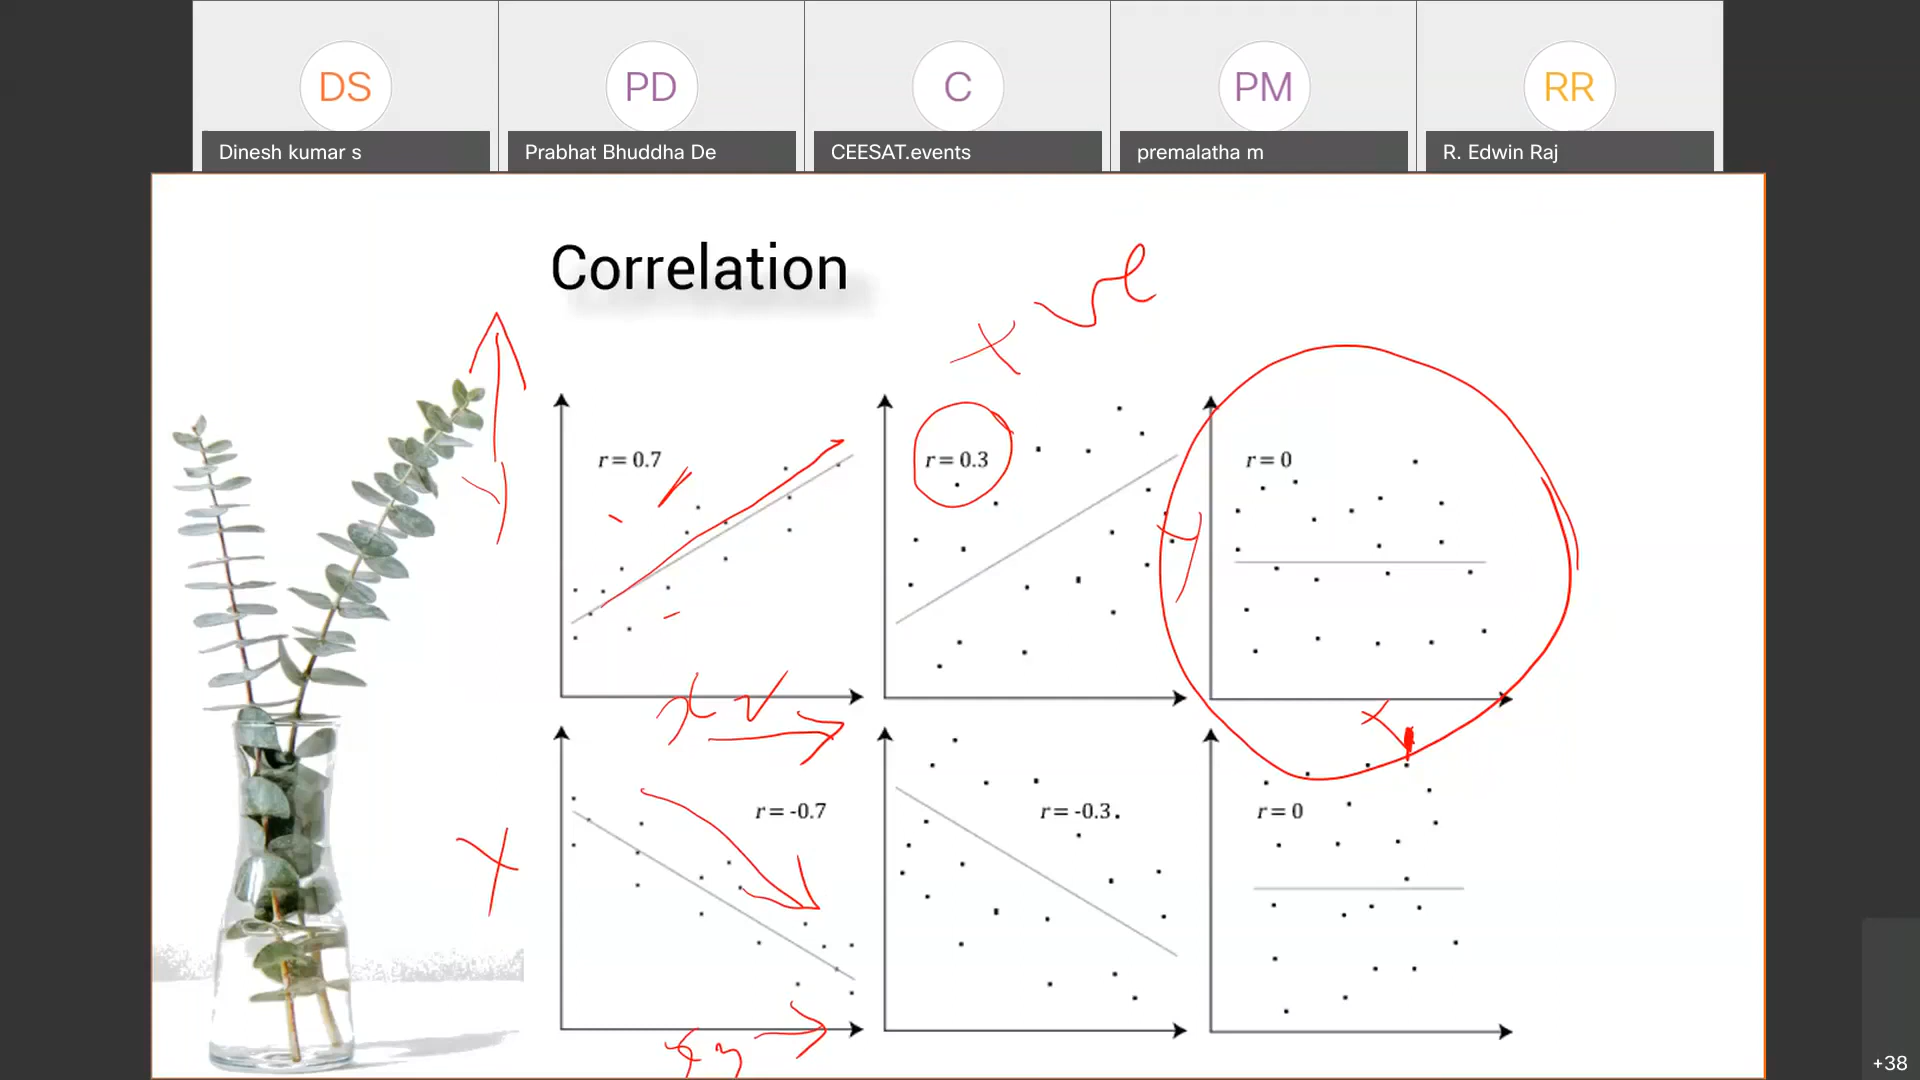 DS PD C PM RR
Dinesh kumar s Prabhat Bhuddha De CEESAT.events premalatha m R. Edwin Raj
Correlation
+ ve
r = 0.7 r = 0.3 r = 0
x
y
r = -0.7 r = -0.3 r = 0
+38